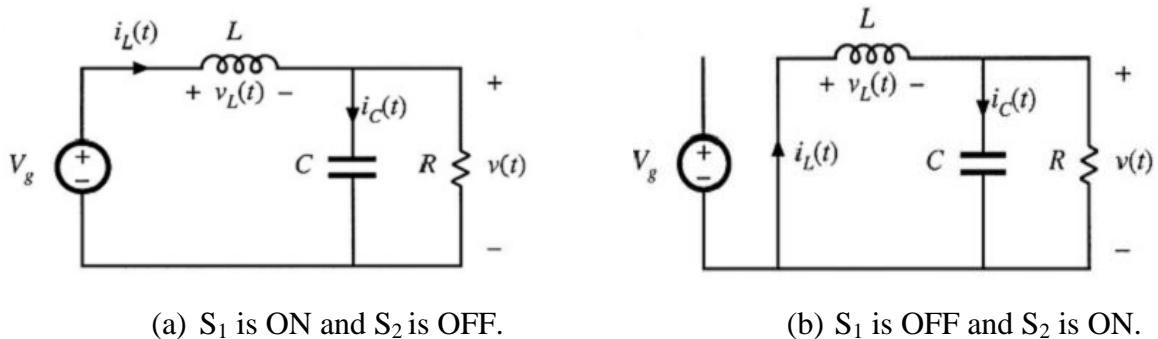 i_L(t) L
+ v_L(t) −
i_C(t)
V_g + − C R v(t)
+
−
(a) S₁ is ON and S₂ is OFF.
L
+ v_L(t) −
i_C(t)
V_g + − i_L(t) C R v(t)
+
−
(b) S₁ is OFF and S₂ is ON.